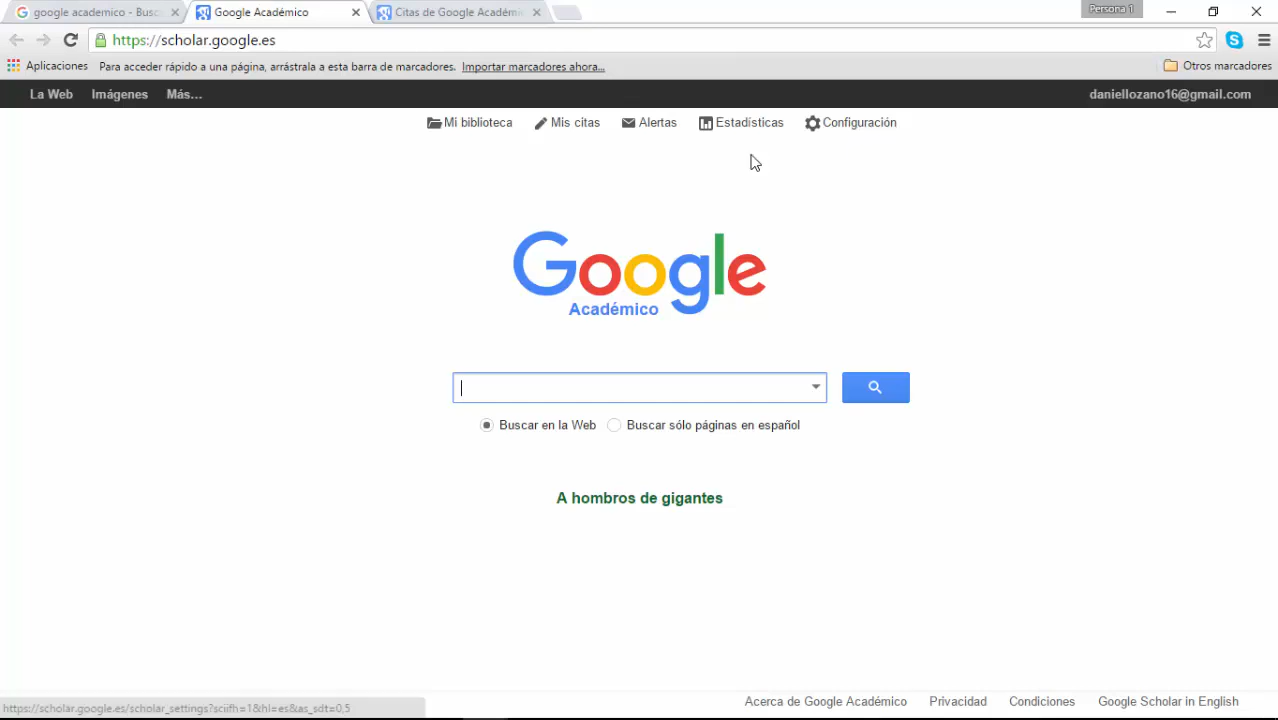 google academico - Busc
Google Académico
Citas de Google Académi
Persona 1
https://scholar.google.es
Aplicaciones
Para acceder rápido a una página, arrástrala a esta barra de marcadores. Importar marcadores ahora...
Otros marcadores
La Web Imágenes Más...
daniellozano16@gmail.com
Mi biblioteca Mis citas Alertas Estadísticas Configuración
Google
Académico
Buscar en la Web Buscar sólo páginas en español
A hombros de gigantes
https://scholar.google.es/scholar_settings?sciifh=1&hl=es&as_sdt=0,5
Acerca de Google Académico Privacidad Condiciones Google Scholar in English